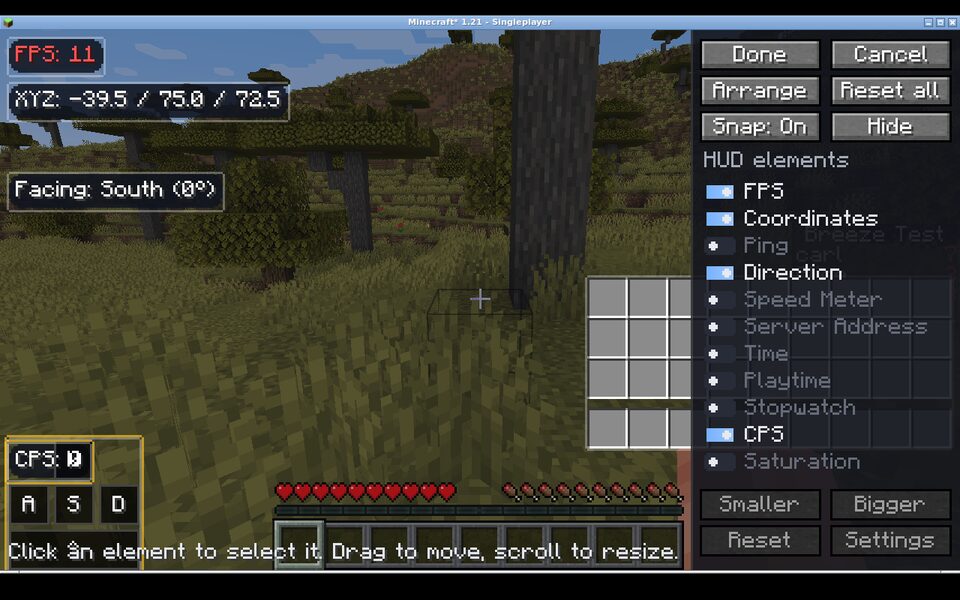 Minecraft* 1.21 - Singleplayer
FPS: 11
XYZ: -39.5 / 75.0 / 72.5
Facing: South (0°)
CPS: 0
A S D
Click an element to select it. Drag to move, scroll to resize.
Done Cancel
Arrange Reset all
Snap: On Hide
HUD elements
FPS
Coordinates
Ping
Breeze Test
carl
Direction
Speed Meter
Server Address
Time
Playtime
Stopwatch
CPS
Saturation
Smaller Bigger
Reset Settings